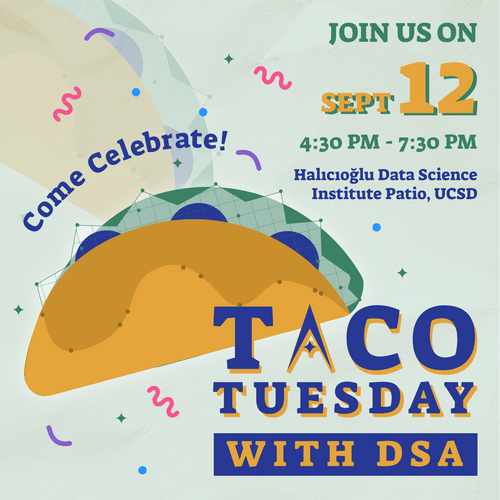 JOIN US ON
SEPT 12
4:30 PM - 7:30 PM
Halıcıoğlu Data Science
Institute Patio, UCSD
Come Celebrate!
TACO
TUESDAY
WITH DSA